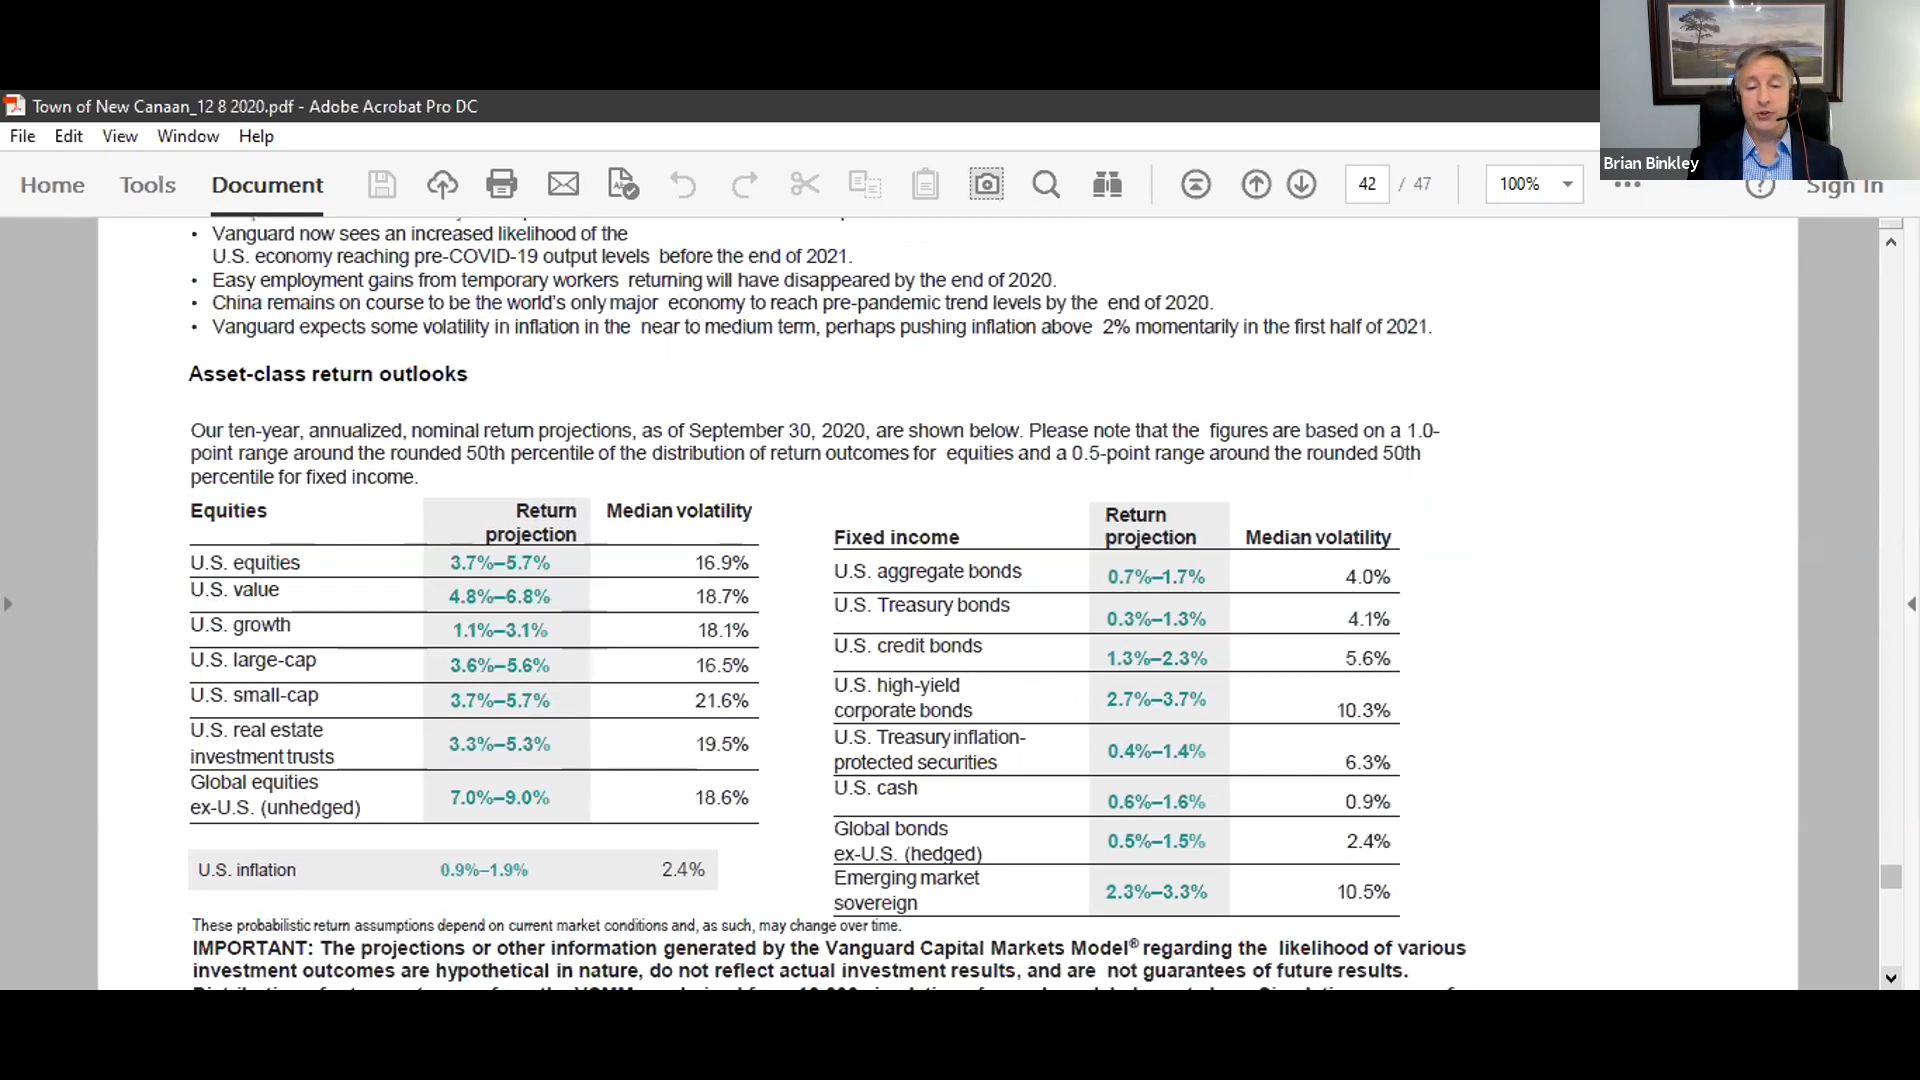 Town of New Canaan_12 8 2020.pdf - Adobe Acrobat Pro DC
File Edit View Window Help
Home Tools Document 42 / 47 100% Sign In
Brian Binkley
• Vanguard now sees an increased likelihood of the
U.S. economy reaching pre-COVID-19 output levels before the end of 2021.
• Easy employment gains from temporary workers returning will have disappeared by the end of 2020.
• China remains on course to be the world's only major economy to reach pre-pandemic trend levels by the end of 2020.
• Vanguard expects some volatility in inflation in the near to medium term, perhaps pushing inflation above 2% momentarily in the first half of 2021.
Asset-class return outlooks
Our ten-year, annualized, nominal return projections, as of September 30, 2020, are shown below. Please note that the figures are based on a 1.0-
point range around the rounded 50th percentile of the distribution of return outcomes for equities and a 0.5-point range around the rounded 50th
percentile for fixed income.
Equities Return Median volatility
projection
U.S. equities 3.7%–5.7% 16.9%
U.S. value 4.8%–6.8% 18.7%
U.S. growth 1.1%–3.1% 18.1%
U.S. large-cap 3.6%–5.6% 16.5%
U.S. small-cap 3.7%–5.7% 21.6%
U.S. real estate
investment trusts 3.3%–5.3% 19.5%
Global equities
ex-U.S. (unhedged) 7.0%–9.0% 18.6%
U.S. inflation 0.9%–1.9% 2.4%
Return
Fixed income projection Median volatility
U.S. aggregate bonds 0.7%–1.7% 4.0%
U.S. Treasury bonds 0.3%–1.3% 4.1%
U.S. credit bonds 1.3%–2.3% 5.6%
U.S. high-yield
corporate bonds 2.7%–3.7% 10.3%
U.S. Treasury inflation-
protected securities 0.4%–1.4% 6.3%
U.S. cash 0.6%–1.6% 0.9%
Global bonds
ex-U.S. (hedged) 0.5%–1.5% 2.4%
Emerging market
sovereign 2.3%–3.3% 10.5%
These probabilistic return assumptions depend on current market conditions and, as such, may change over time.
IMPORTANT: The projections or other information generated by the Vanguard Capital Markets Model® regarding the likelihood of various
investment outcomes are hypothetical in nature, do not reflect actual investment results, and are not guarantees of future results.